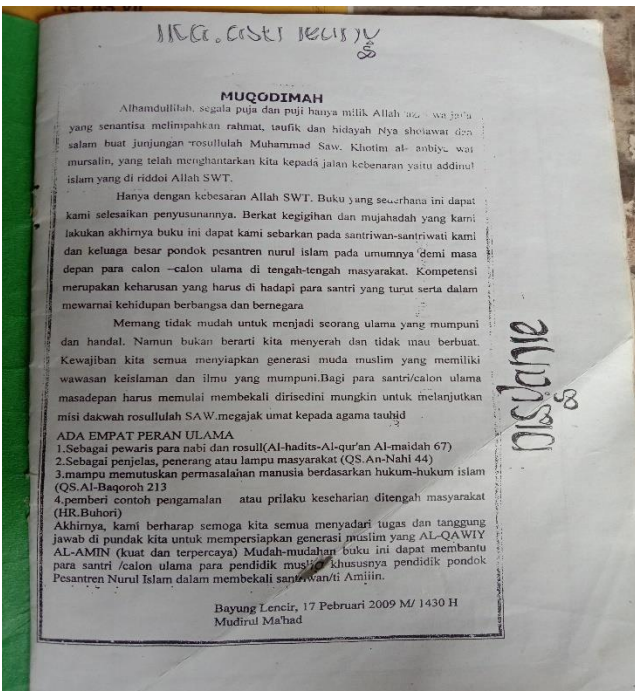 MUQODIMAH
Alhamdullilah, segala puja dan puji hanya milik Allah
yang senantisa melimpahkan rahmat, taufik dan hidayah Nya sholawat dan
salam buat junjungan rosullulah Muhammad Saw. Khotim al- anbiya wal
mursalin, yang telah menghantarkan kita kepada jalan kebenaran yaitu addinul
islam yang di riddoi Allah SWT.
Hanya dengan kebesaran Allah SWT. Buku yang sederhana ini dapat
kami selesaikan penyusunannya. Berkat kegigihan dan mujahadah yang kami
lakukan akhirnya buku ini dapat kami sebarkan pada santriwan-santriwati kami
dan keluaga besar pondok pesantren nurul islam pada umumnya demi masa
depan para calon –calon ulama di tengah-tengah masyarakat. Kompetensi
merupakan keharusan yang harus di hadapi para santri yang turut serta dalam
mewarnai kehidupan berbangsa dan bernegara
Memang tidak mudah untuk menjadi seorang ulama yang mumpuni
dan handal. Namun bukan berarti kita menyerah dan tidak mau berbuat.
Kewajiban kita semua menyiapkan generasi muda muslim yang memiliki
wawasan keislaman dan ilmu yang mumpuni.Bagi para santri/calon ulama
masadepan harus memulai membekali dirisedini mungkin untuk melanjutkan
misi dakwah rosullulah SAW.megajak umat kepada agama tauhid
ADA EMPAT PERAN ULAMA
1.Sebagai pewaris para nabi dan rosull(Al-hadits-Al-qur'an Al-maidah 67)
2.Sebagai penjelas, penerang atau lampu masyarakat (QS.An-Nahi 44)
3.mampu memutuskan permasalahan manusia berdasarkan hukum-hukum islam
(QS.Al-Baqoroh 213
4.pemberi contoh pengamalan atau prilaku keseharian ditengah masyarakat
(HR.Buhori)
Akhirnya, kami berharap semoga kita semua menyadari tugas dan tanggung
jawab di pundak kita untuk mempersiapkan generasi muslim yang AL-QAWIY
AL-AMIN (kuat dan terpercaya) Mudah-mudahan buku ini dapat membantu
para santri /calon ulama para pendidik muslim khususnya pendidik pondok
Pesantren Nurul Islam dalam membekali santriwan/ti Amiiin.
Bayung Lencir, 17 Pebruari 2009 M/ 1430 H
Mudirul Ma'had